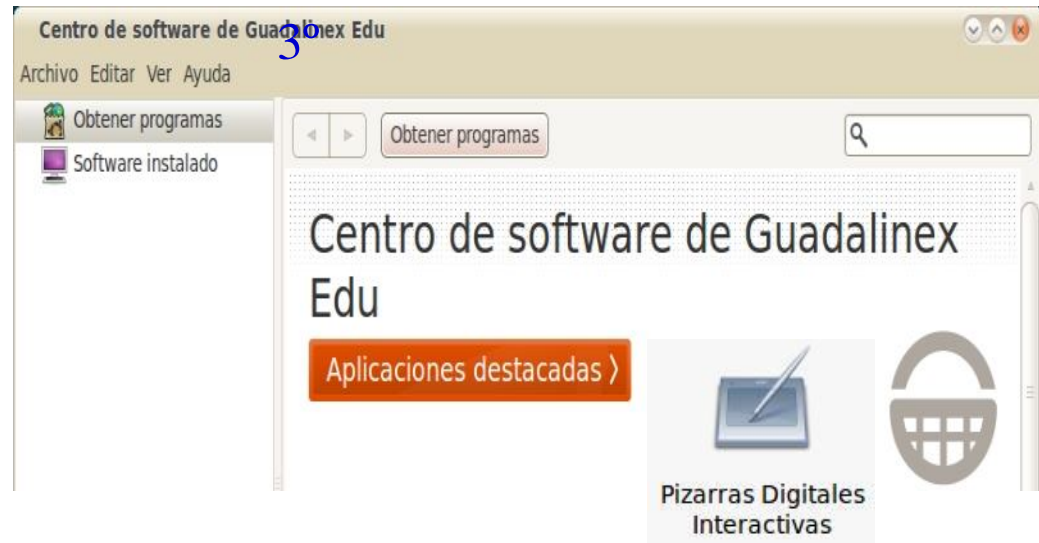 Centro de software de Guadalinex Edu
3º
Archivo Editar Ver Ayuda
Obtener programas
Software instalado
Obtener programas
Centro de software de Guadalinex
Edu
Aplicaciones destacadas 〉
Pizarras Digitales
Interactivas